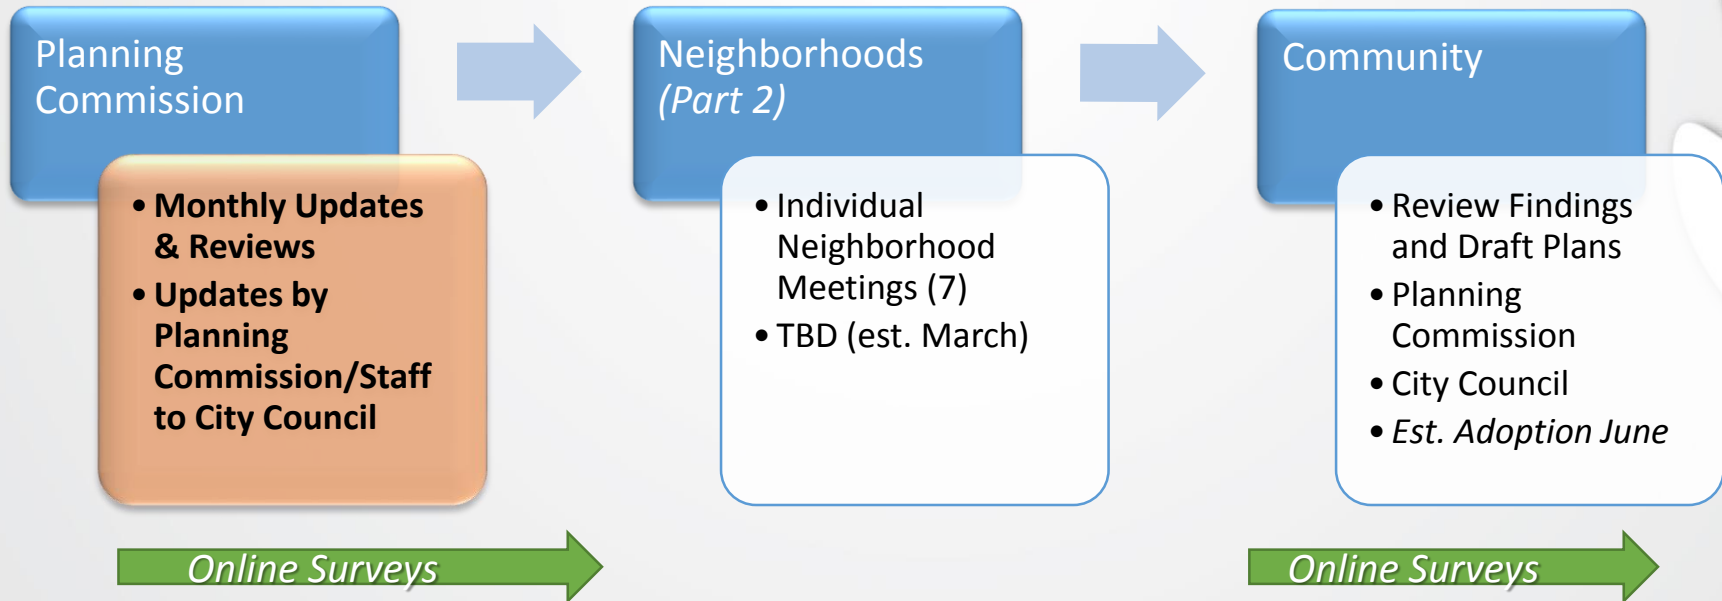 Planning
Commission
• Monthly Updates
& Reviews
• Updates by
Planning
Commission/Staff
to City Council
Neighborhoods
(Part 2)
• Individual
Neighborhood
Meetings (7)
• TBD (est. March)
Community
• Review Findings
and Draft Plans
• Planning
Commission
• City Council
• Est. Adoption June
Online Surveys
Online Surveys